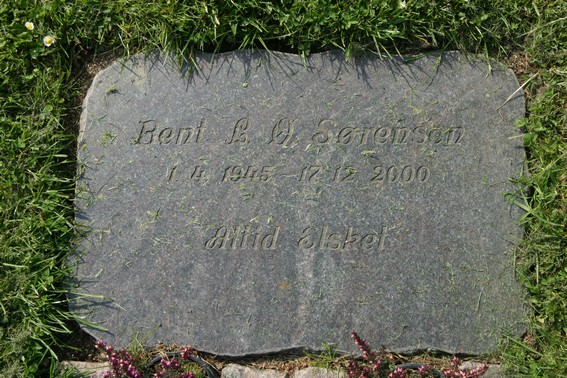 Bent L A Sørensen
1.4.1945-17.12.2000
Altid Elsket